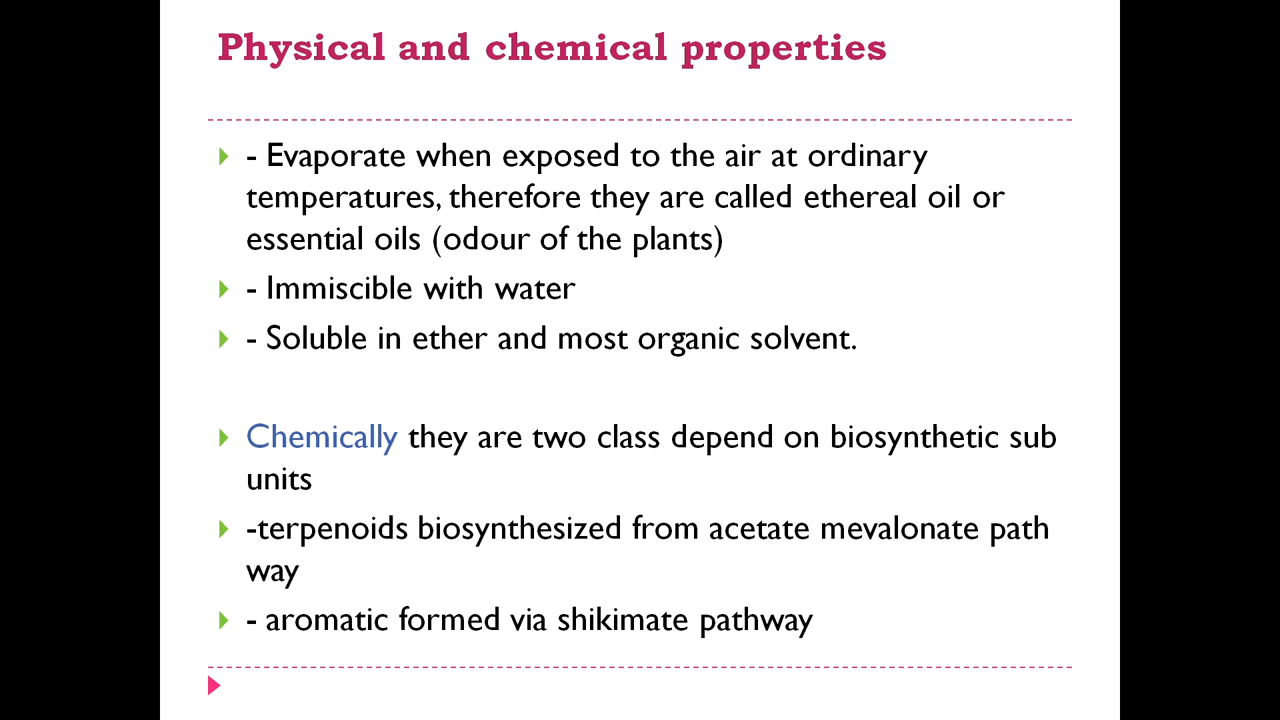 Physical and chemical properties
- Evaporate when exposed to the air at ordinary
temperatures, therefore they are called ethereal oil or
essential oils (odour of the plants)
- Immiscible with water
- Soluble in ether and most organic solvent.
Chemically they are two class depend on biosynthetic sub
units
-terpenoids biosynthesized from acetate mevalonate path
way
- aromatic formed via shikimate pathway